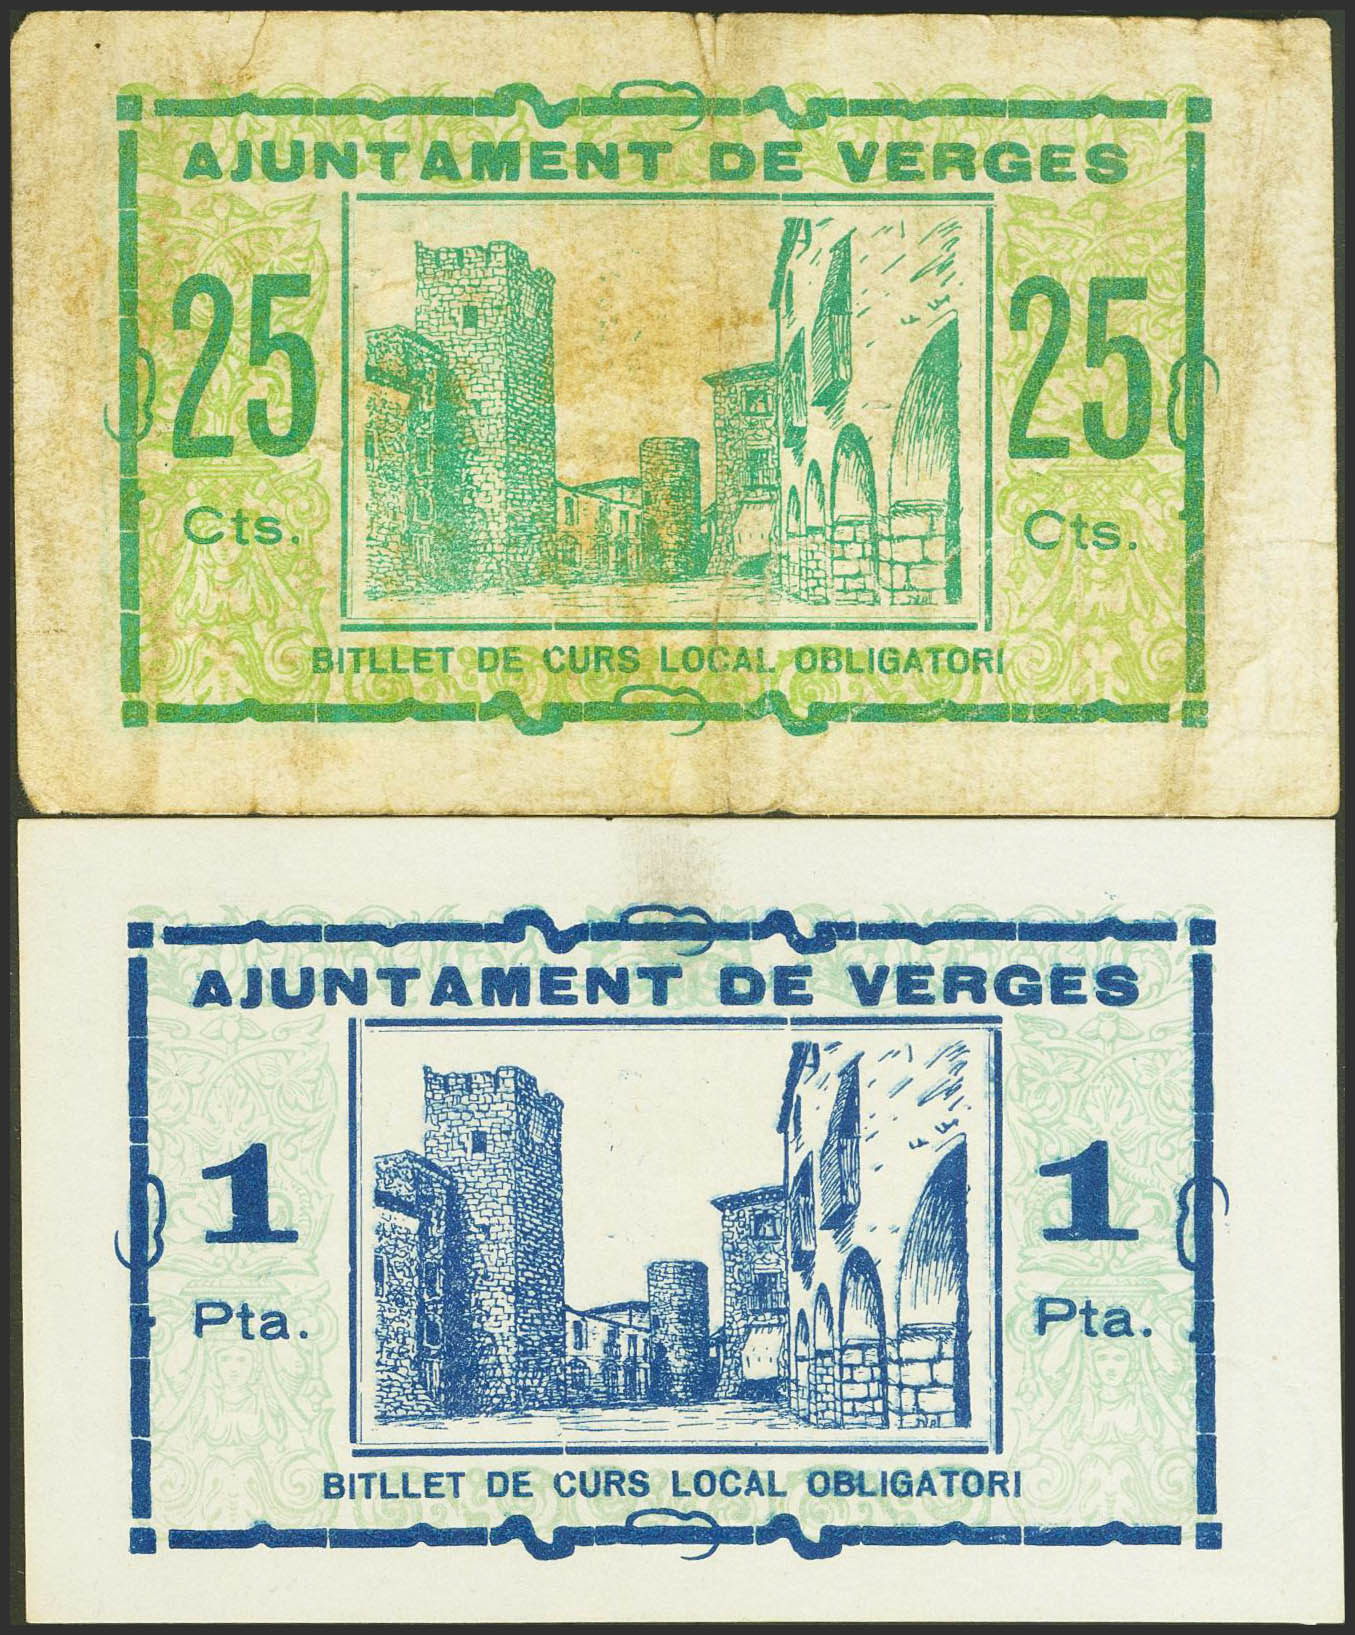 AJUNTAMENT DE VERGES
25 25
Cts. Cts.
BITLLET DE CURS LOCAL OBLIGATORI
AJUNTAMENT DE VERGES
1 1
Pta. Pta.
BITLLET DE CURS LOCAL OBLIGATORI